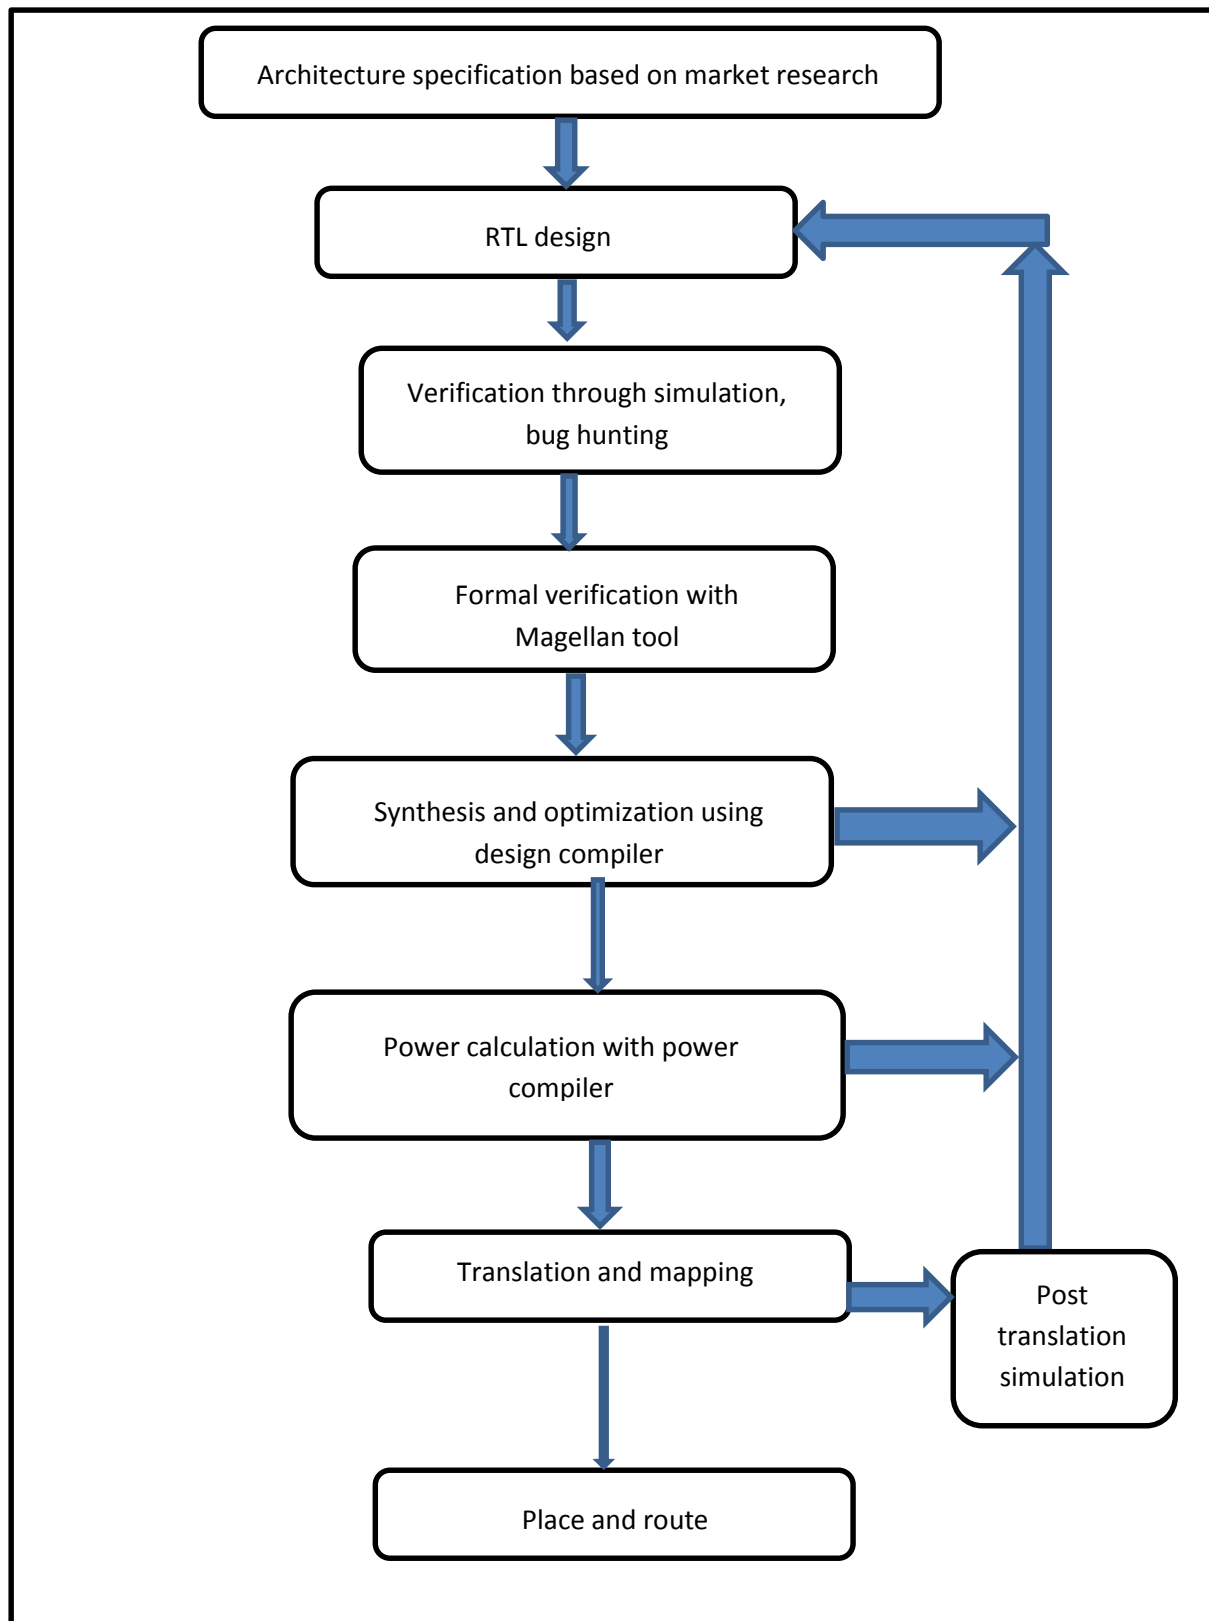 Architecture specification based on market research
RTL design
Verification through simulation,
bug hunting
Formal verification with
Magellan tool
Synthesis and optimization using
design compiler
Power calculation with power
compiler
Translation and mapping
Post
translation
simulation
Place and route